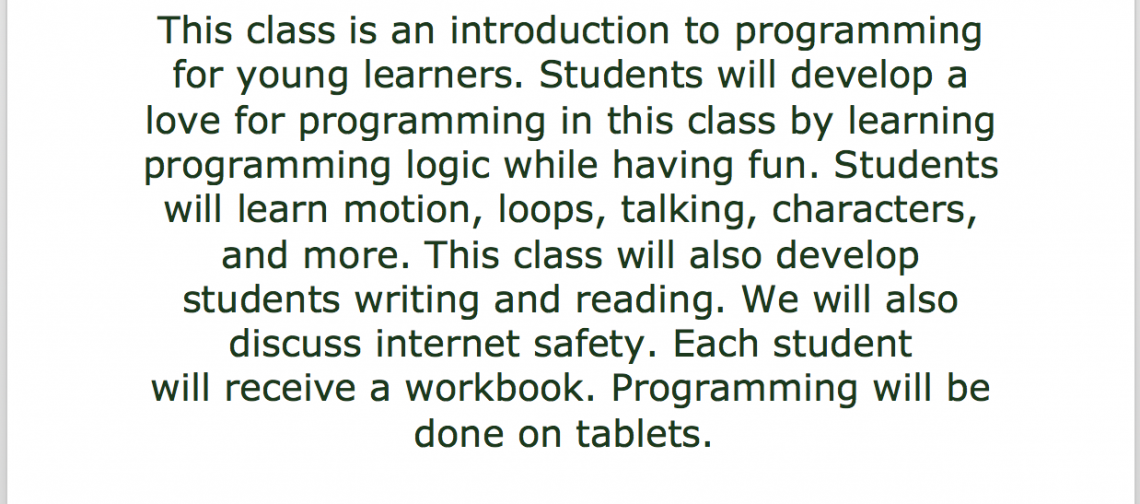 This class is an introduction to programming
for young learners. Students will develop a
love for programming in this class by learning
programming logic while having fun. Students
will learn motion, loops, talking, characters,
and more. This class will also develop
students writing and reading. We will also
discuss internet safety. Each student
will receive a workbook. Programming will be
done on tablets.